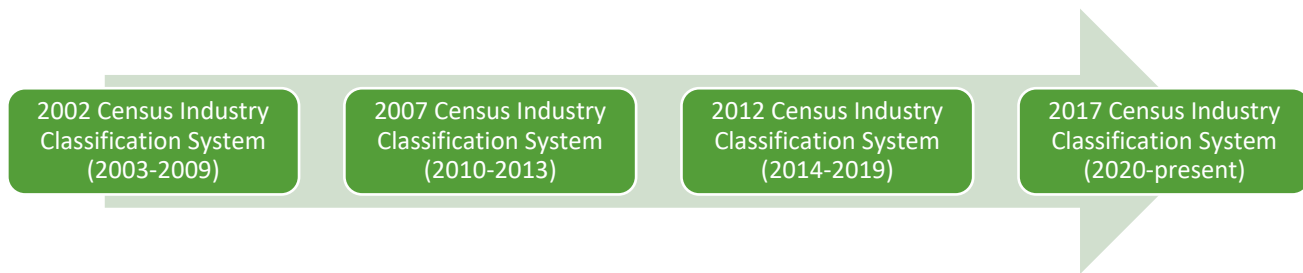 2002 Census Industry
Classification System
(2003-2009)
2007 Census Industry
Classification System
(2010-2013)
2012 Census Industry
Classification System
(2014-2019)
2017 Census Industry
Classification System
(2020-present)